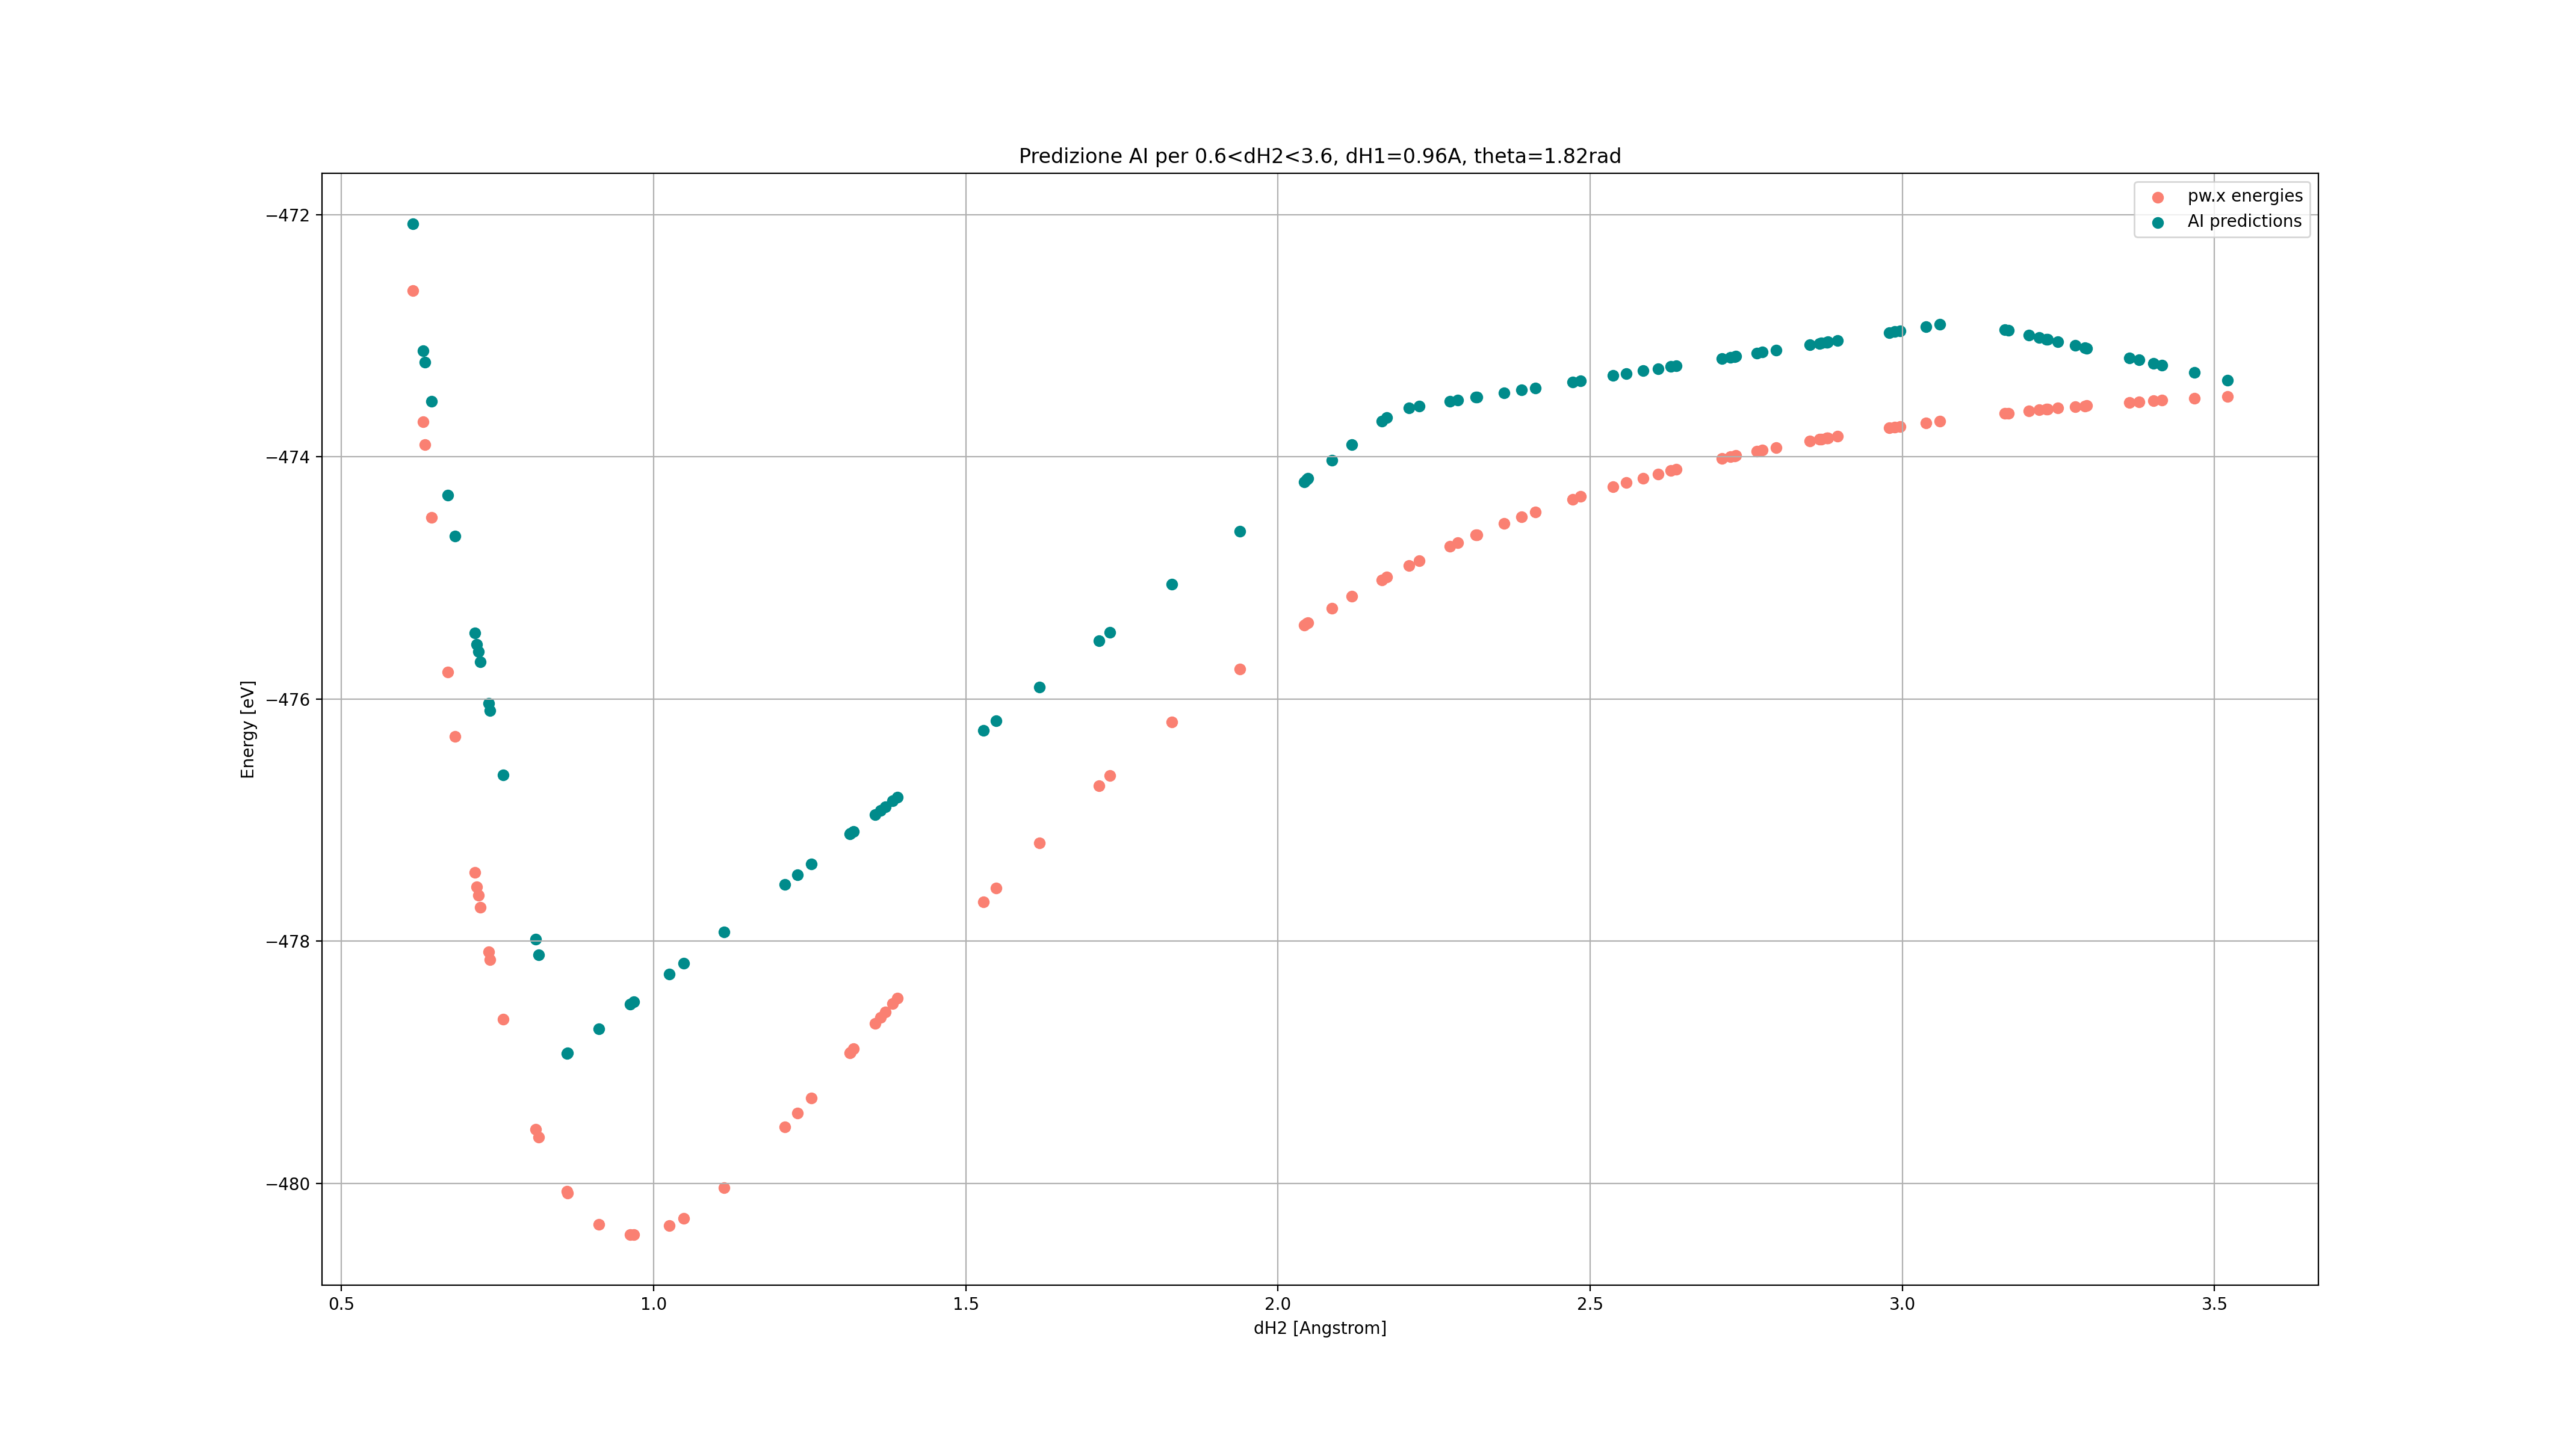 Predizione AI per 0.6<dH2<3.6, dH1=0.96A, theta=1.82rad
pw.x energies
AI predictions
−472
−474
−476
−478
−480
Energy [eV]
0.5 1.0 1.5 2.0 2.5 3.0 3.5
dH2 [Angstrom]